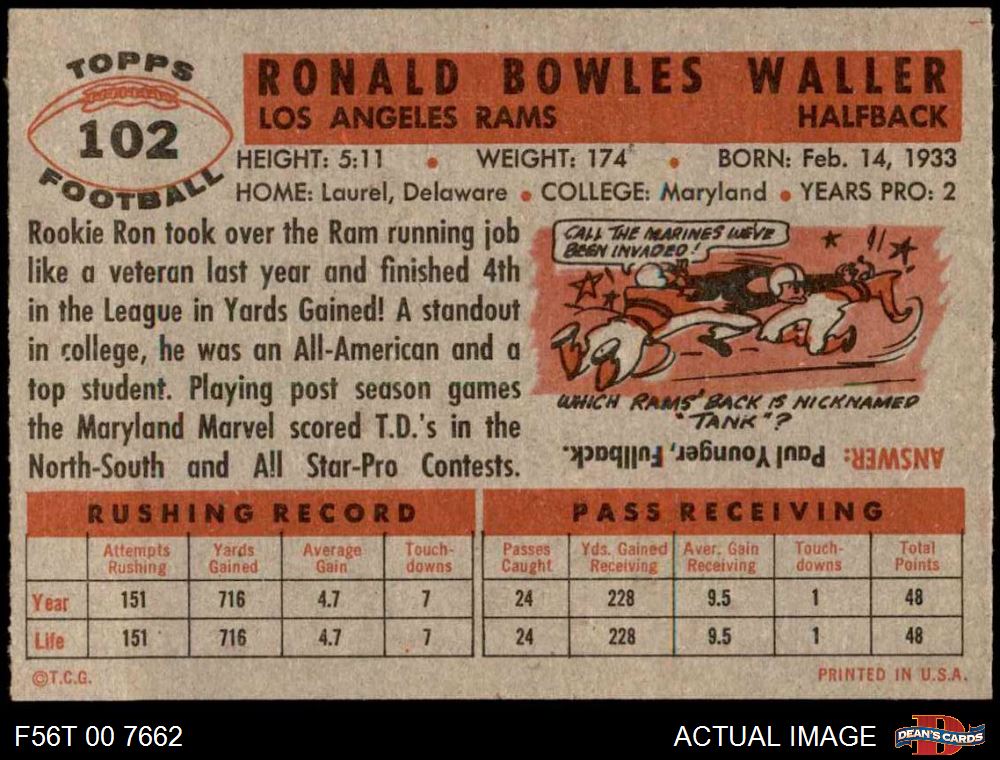 TOPPS
102
FOOTBALL
RONALD BOWLES WALLER
LOS ANGELES RAMS HALFBACK
HEIGHT: 5:11 • WEIGHT: 174 • BORN: Feb. 14, 1933
HOME: Laurel, Delaware • COLLEGE: Maryland • YEARS PRO: 2
Rookie Ron took over the Ram running job
like a veteran last year and finished 4th
in the League in Yards Gained! A standout
in college, he was an All-American and a
top student. Playing post season games
the Maryland Marvel scored T.D.'s in the
North-South and All Star-Pro Contests.
CALL THE MARINES WE'VE
BEEN INVADED!
WHICH RAMS' BACK IS NICKNAMED
"TANK"?
ANSWER: Paul Younger, Fullback.
RUSHING RECORD PASS RECEIVING
Attempts Rushing Yards Gained Average Gain Touch-downs Passes Caught Yds. Gained Receiving Aver. Gain Receiving Touch-downs Total Points
Year 151 716 4.7 7 24 228 9.5 1 48
Life 151 716 4.7 7 24 228 9.5 1 48
©T.C.G. PRINTED IN U.S.A.
F56T 00 7662 ACTUAL IMAGE DEAN'S CARDS